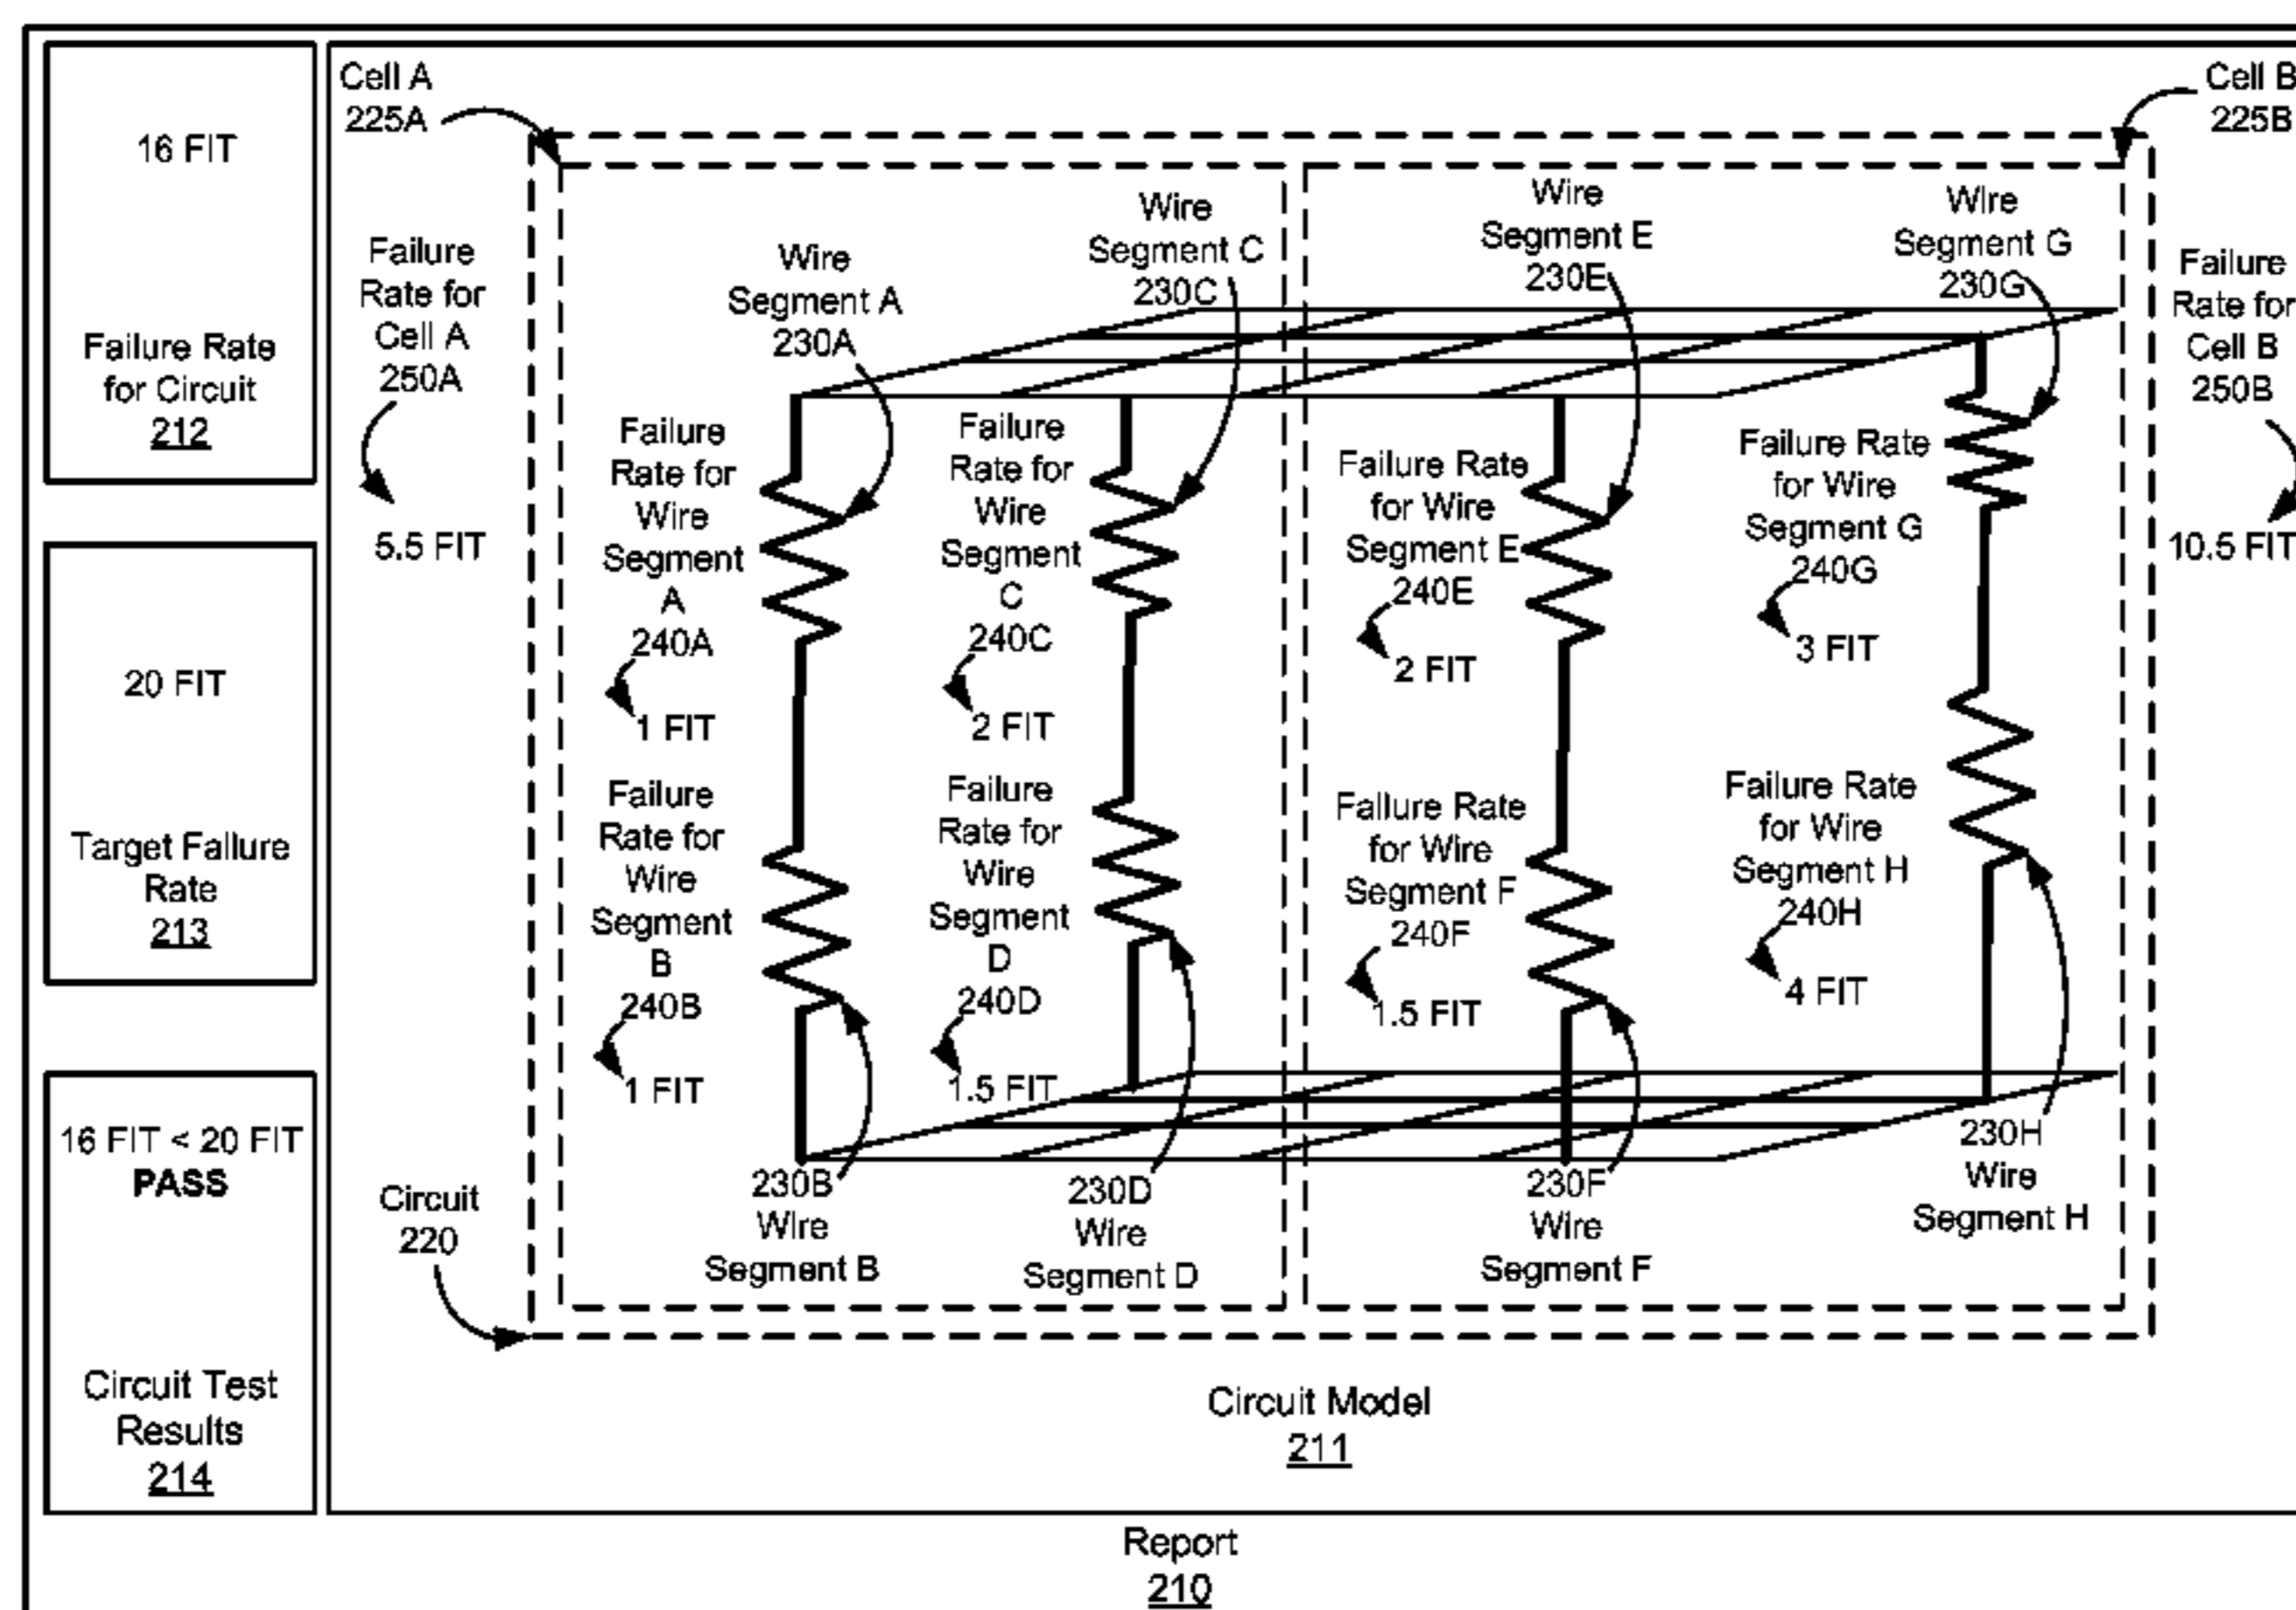 16 FIT
Failure Rate
for Circuit
212
20 FIT
Target Failure
Rate
213
16 FIT < 20 FIT
PASS
Circuit Test
Results
214
Cell A
225A
Failure
Rate for
Cell A
250A
5.5 FIT
Circuit
220
Wire
Segment A
230A
Wire
Segment C
230C
Wire
Segment E
230E
Wire
Segment G
230G
Cell B
225B
Failure
Rate for
Cell B
250B
10.5 FIT
Failure
Rate for
Wire
Segment
A
240A
1 FIT
Failure
Rate for
Wire
Segment
C
240C
2 FIT
Failure Rate
for Wire
Segment E
240E
2 FIT
Failure Rate
for Wire
Segment G
240G
3 FIT
Failure
Rate for
Wire
Segment
B
240B
1 FIT
Failure
Rate for
Wire
Segment
D
240D
1.5 FIT
Failure Rate
for Wire
Segment F
240F
1.5 FIT
Failure Rate
for Wire
Segment H
240H
4 FIT
230B
Wire
Segment B
230D
Wire
Segment D
230F
Wire
Segment F
230H
Wire
Segment H
Circuit Model
211
Report
210